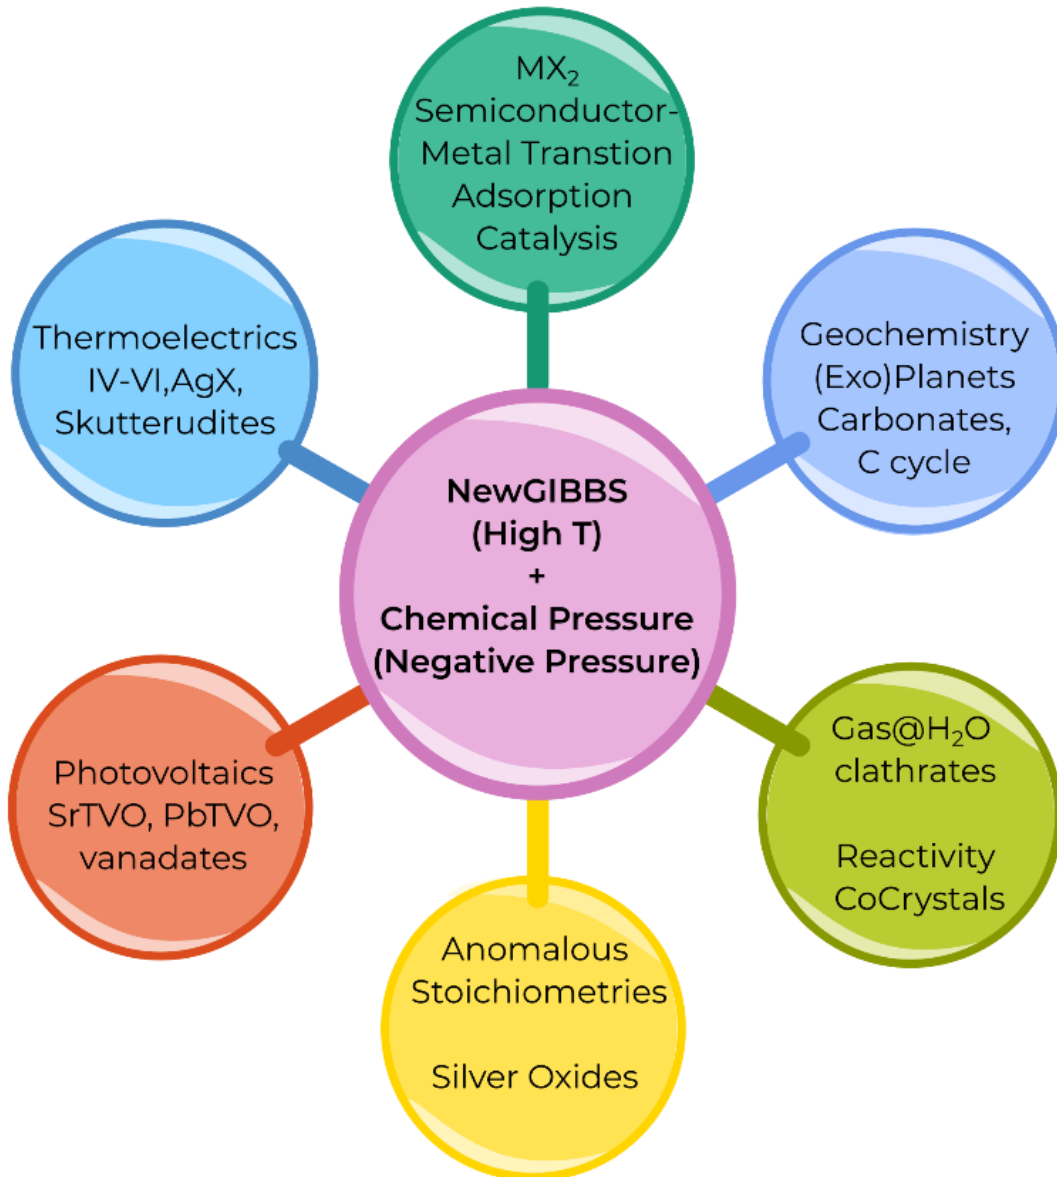 MX₂
Semiconductor-
Metal Transtion
Adsorption
Catalysis
Thermoelectrics
IV-VI,AgX,
Skutterudites
Geochemistry
(Exo)Planets
Carbonates,
C cycle
NewGIBBS
(High T)
+
Chemical Pressure
(Negative Pressure)
Photovoltaics
SrTVO, PbTVO,
vanadates
Gas@H₂O
clathrates
Reactivity
CoCrystals
Anomalous
Stoichiometries
Silver Oxides